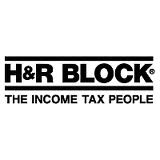 H&R BLOCK®
THE INCOME TAX PEOPLE